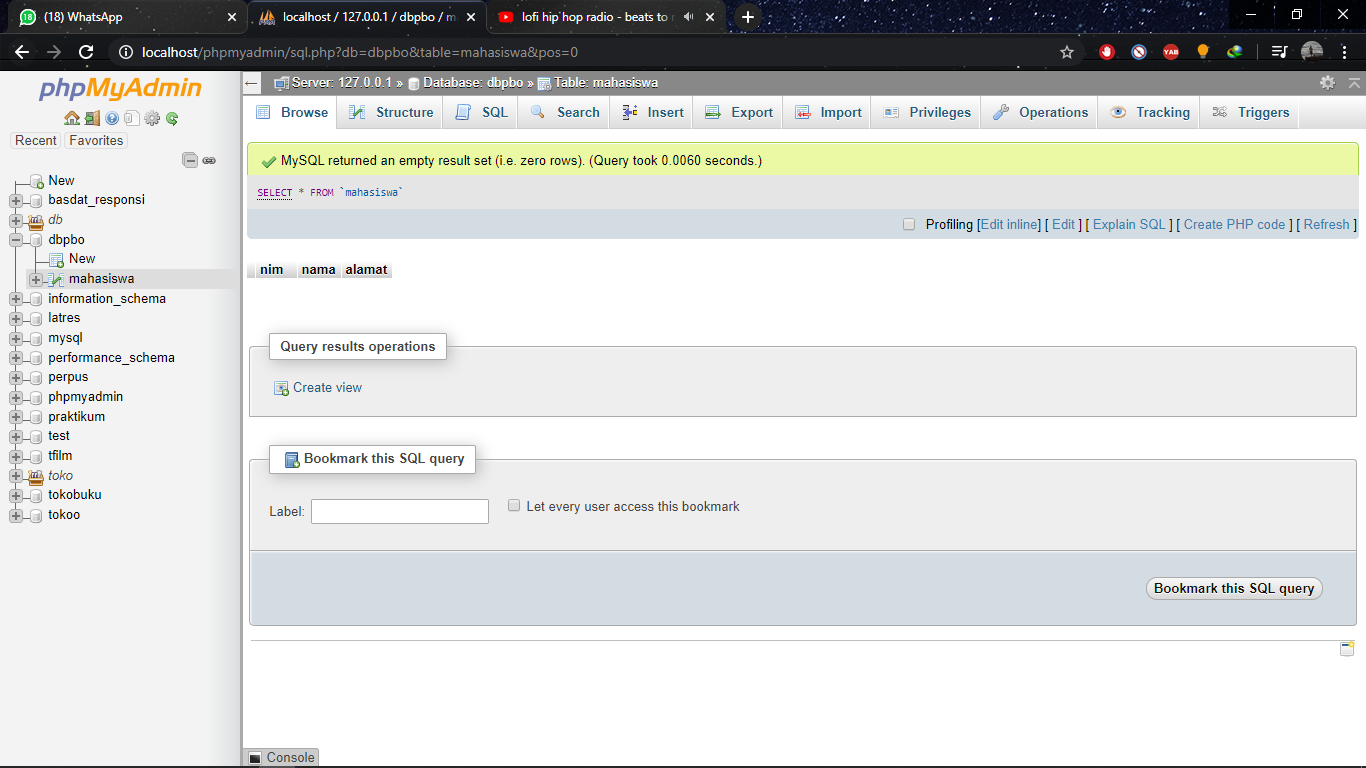 (18) WhatsApp
localhost / 127.0.0.1 / dbpbo / m
lofi hip hop radio - beats to r
localhost/phpmyadmin/sql.php?db=dbpbo&table=mahasiswa&pos=0
YAB
phpMyAdmin
Recent Favorites
New
basdat_responsi
db
dbpbo
New
mahasiswa
information_schema
latres
mysql
performance_schema
perpus
phpmyadmin
praktikum
test
tfilm
toko
tokobuku
tokoo
Server: 127.0.0.1 » Database: dbpbo » Table: mahasiswa
Browse Structure SQL Search Insert Export Import Privileges Operations Tracking Triggers
MySQL returned an empty result set (i.e. zero rows). (Query took 0.0060 seconds.)
SELECT * FROM `mahasiswa`
Profiling [Edit inline] [ Edit ] [ Explain SQL ] [ Create PHP code ] [ Refresh ]
nim nama alamat
Query results operations
Create view
Bookmark this SQL query
Label: Let every user access this bookmark
Bookmark this SQL query
Console